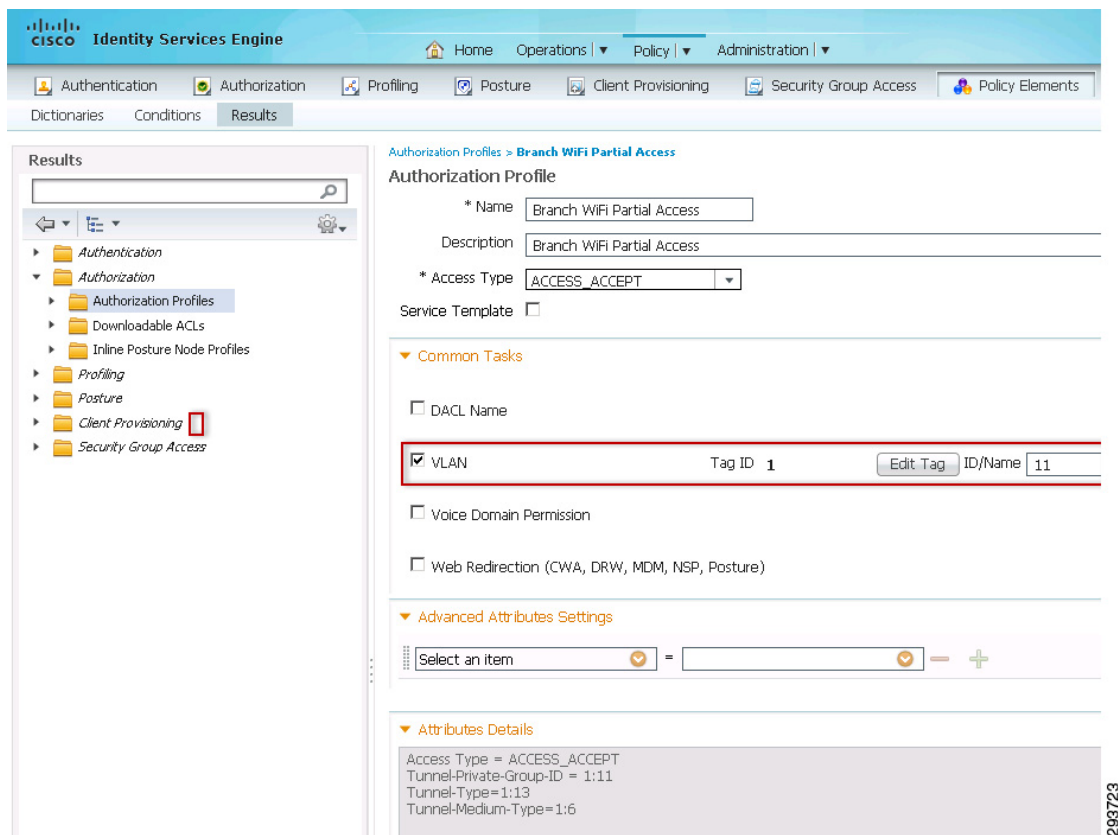 CISCO Identity Services Engine
Home Operations | ▼ Policy | ▼ Administration | ▼
Authentication Authorization Profiling Posture Client Provisioning Security Group Access Policy Elements
Dictionaries Conditions Results
Results
Authentication
Authorization
Authorization Profiles
Downloadable ACLs
Inline Posture Node Profiles
Profiling
Posture
Client Provisioning
Security Group Access
Authorization Profiles > Branch WiFi Partial Access
Authorization Profile
* Name Branch WiFi Partial Access
Description Branch WiFi Partial Access
* Access Type ACCESS_ACCEPT
Service Template
Common Tasks
DACL Name
VLAN Tag ID 1 Edit Tag ID/Name 11
Voice Domain Permission
Web Redirection (CWA, DRW, MDM, NSP, Posture)
Advanced Attributes Settings
Select an item =
Attributes Details
Access Type = ACCESS_ACCEPT
Tunnel-Private-Group-ID = 1:11
Tunnel-Type=1:13
Tunnel-Medium-Type=1:6
293723